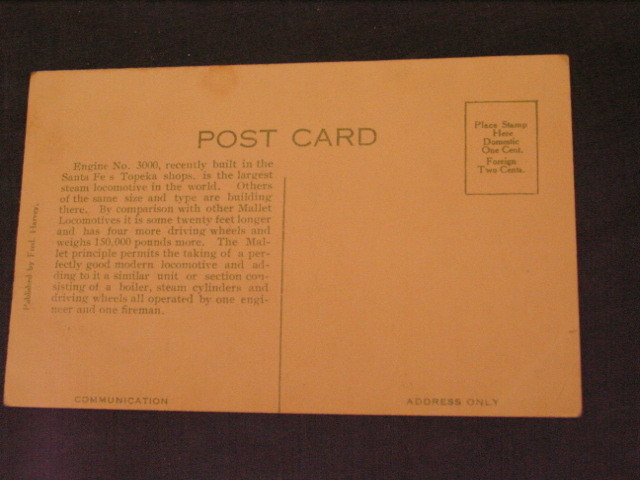 POST CARD
Place Stamp
Here
Domestic
One Cent.
Foreign
Two Cents.
Engine No. 3000, recently built in the
Santa Fe s Topeka shops, is the largest
steam locomotive in the world. Others
of the same size and type are building
there. By comparison with other Mallet
Locomotives it is some twenty feet longer
and has four more driving wheels and
weighs 150,000 pounds more. The Mal-
let principle permits the taking of a per-
fectly good modern locomotive and ad-
ding to it a similar unit or section con-
sisting of a boiler, steam cylinders and
driving wheels all operated by one engi-
neer and one fireman.
Published by Fred. Harvey.
COMMUNICATION
ADDRESS ONLY